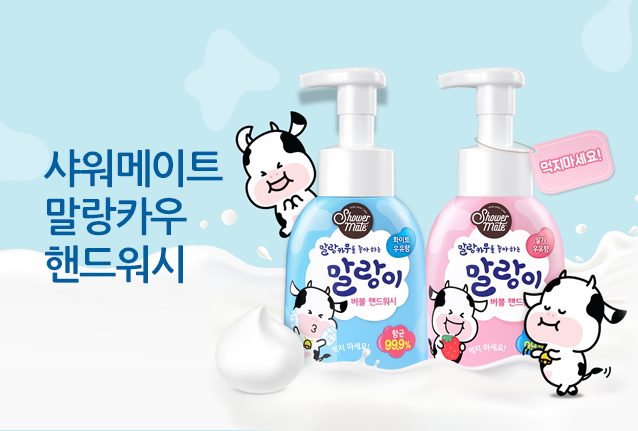 샤워메이트
말랑카우
핸드워시
먹지마세요!
Shower
Mate
말랑카우를 좋아하는
화이트
우유향
말랑이
버블 핸드워시
먹지 마세요!
항균
99.9%
Shower
Mate
말랑카우를 좋아하는
딸기
우유향
말랑이
버블 핸드
먹지 마세요!